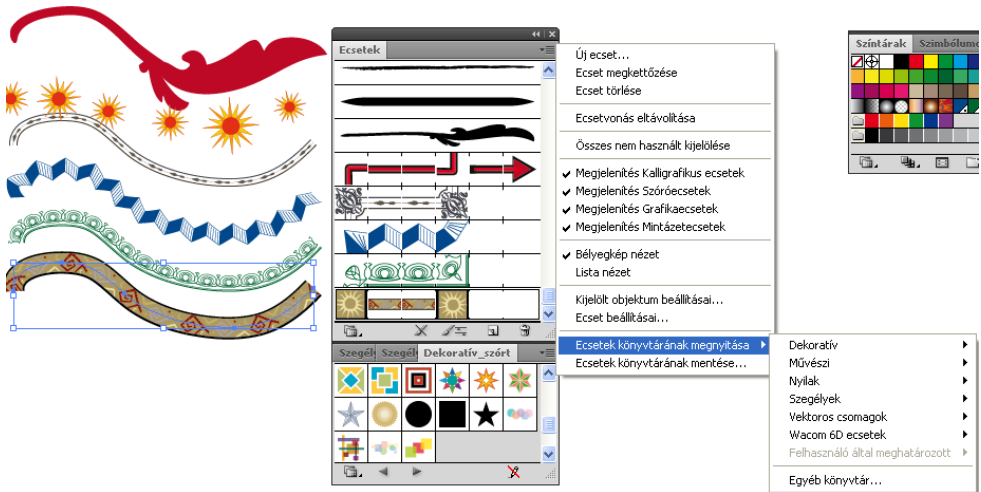 Ecsetek
Új ecset...
Ecset megkettőzése
Ecset törlése
Ecsetvonás eltávolítása
Összes nem használt kijelölése
Megjelenítés Kalligrafikus ecsetek
Megjelenítés Szóróecsetek
Megjelenítés Grafikaecsetek
Megjelenítés Mintázetecsetek
Bélyegkép nézet
Lista nézet
Kijelölt objektum beállításai...
Ecset beállításai...
Ecsetek könyvtárának megnyitása
Ecsetek könyvtárának mentése...
Dekoratív
Művészi
Nyilak
Szegélyek
Vektoros csomagok
Wacom 6D ecsetek
Felhasználó által meghatározott
Egyéb könyvtár...
Szegély Szegél Dekoratív_szórt
Színtárak Szimbólumo